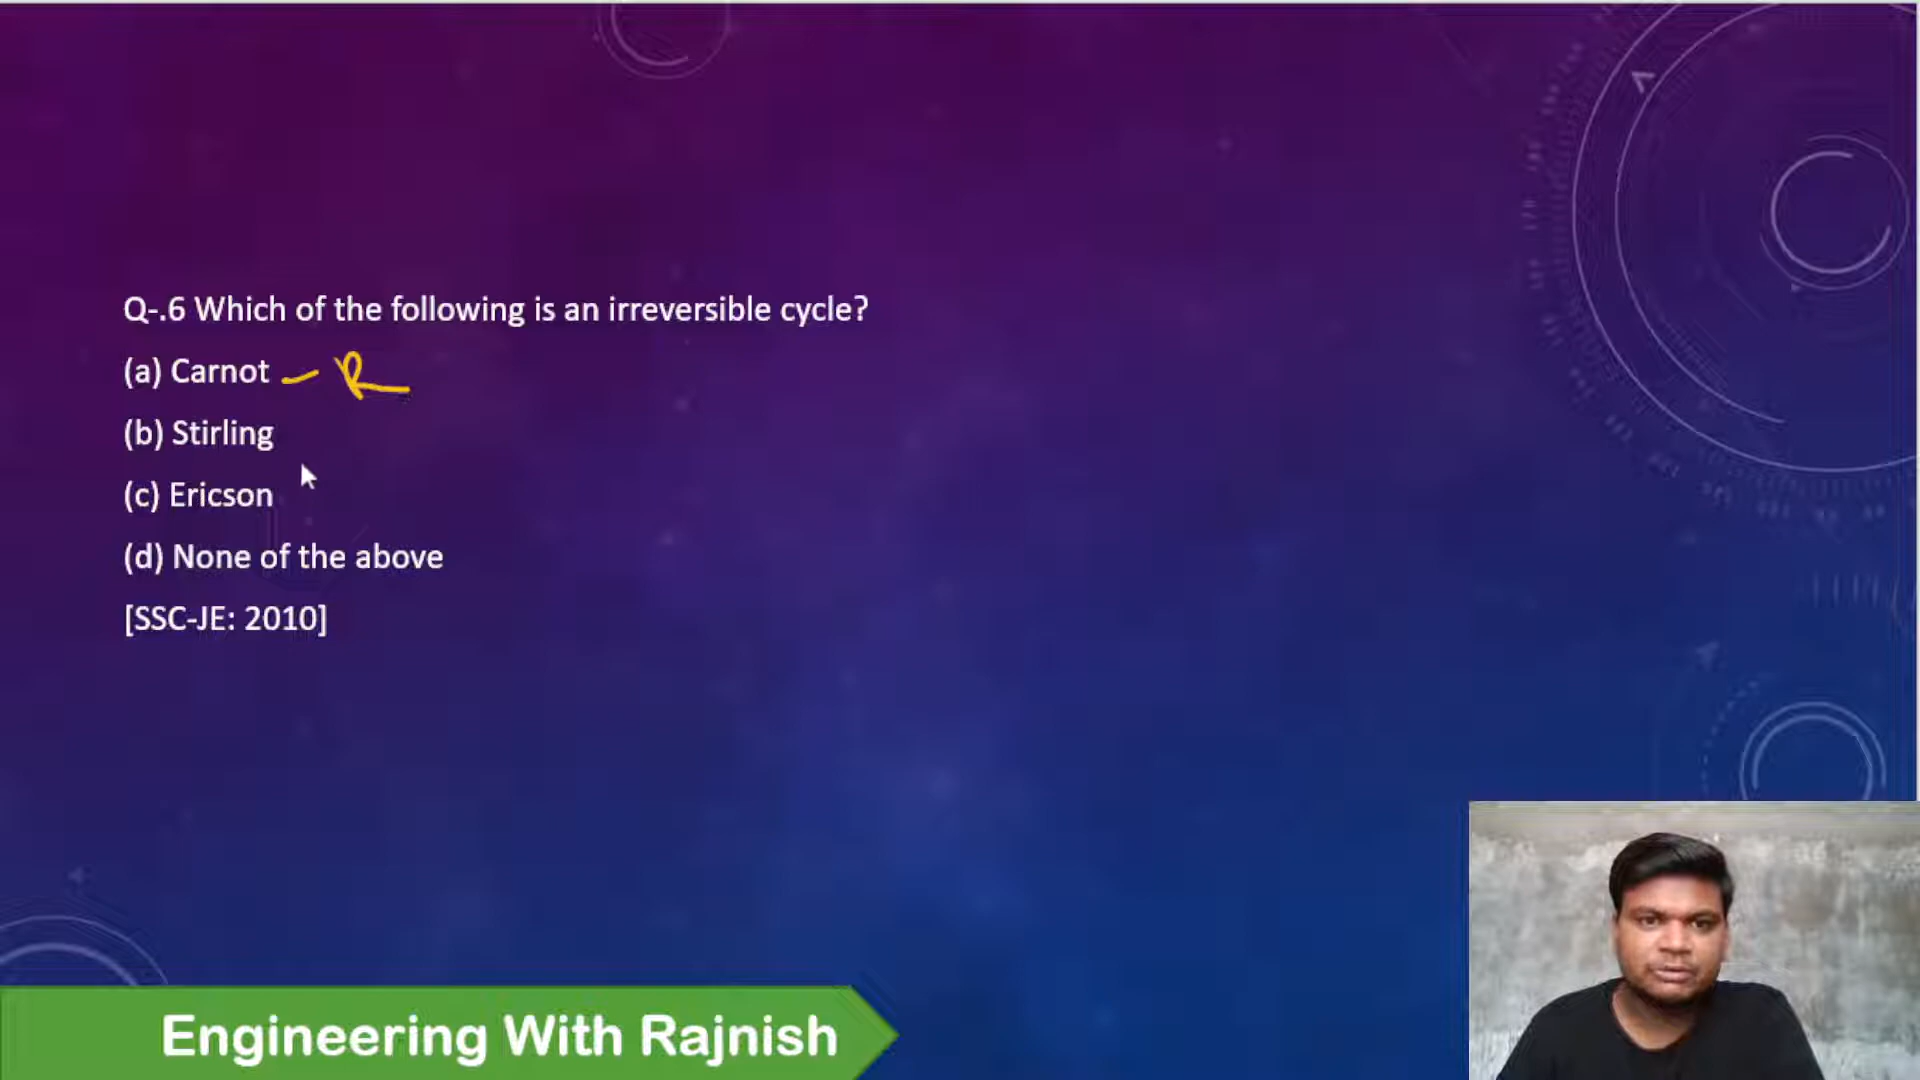 Q-.6 Which of the following is an irreversible cycle?
(a) Carnot – R
(b) Stirling
(c) Ericson
(d) None of the above
[SSC-JE: 2010]
Engineering With Rajnish